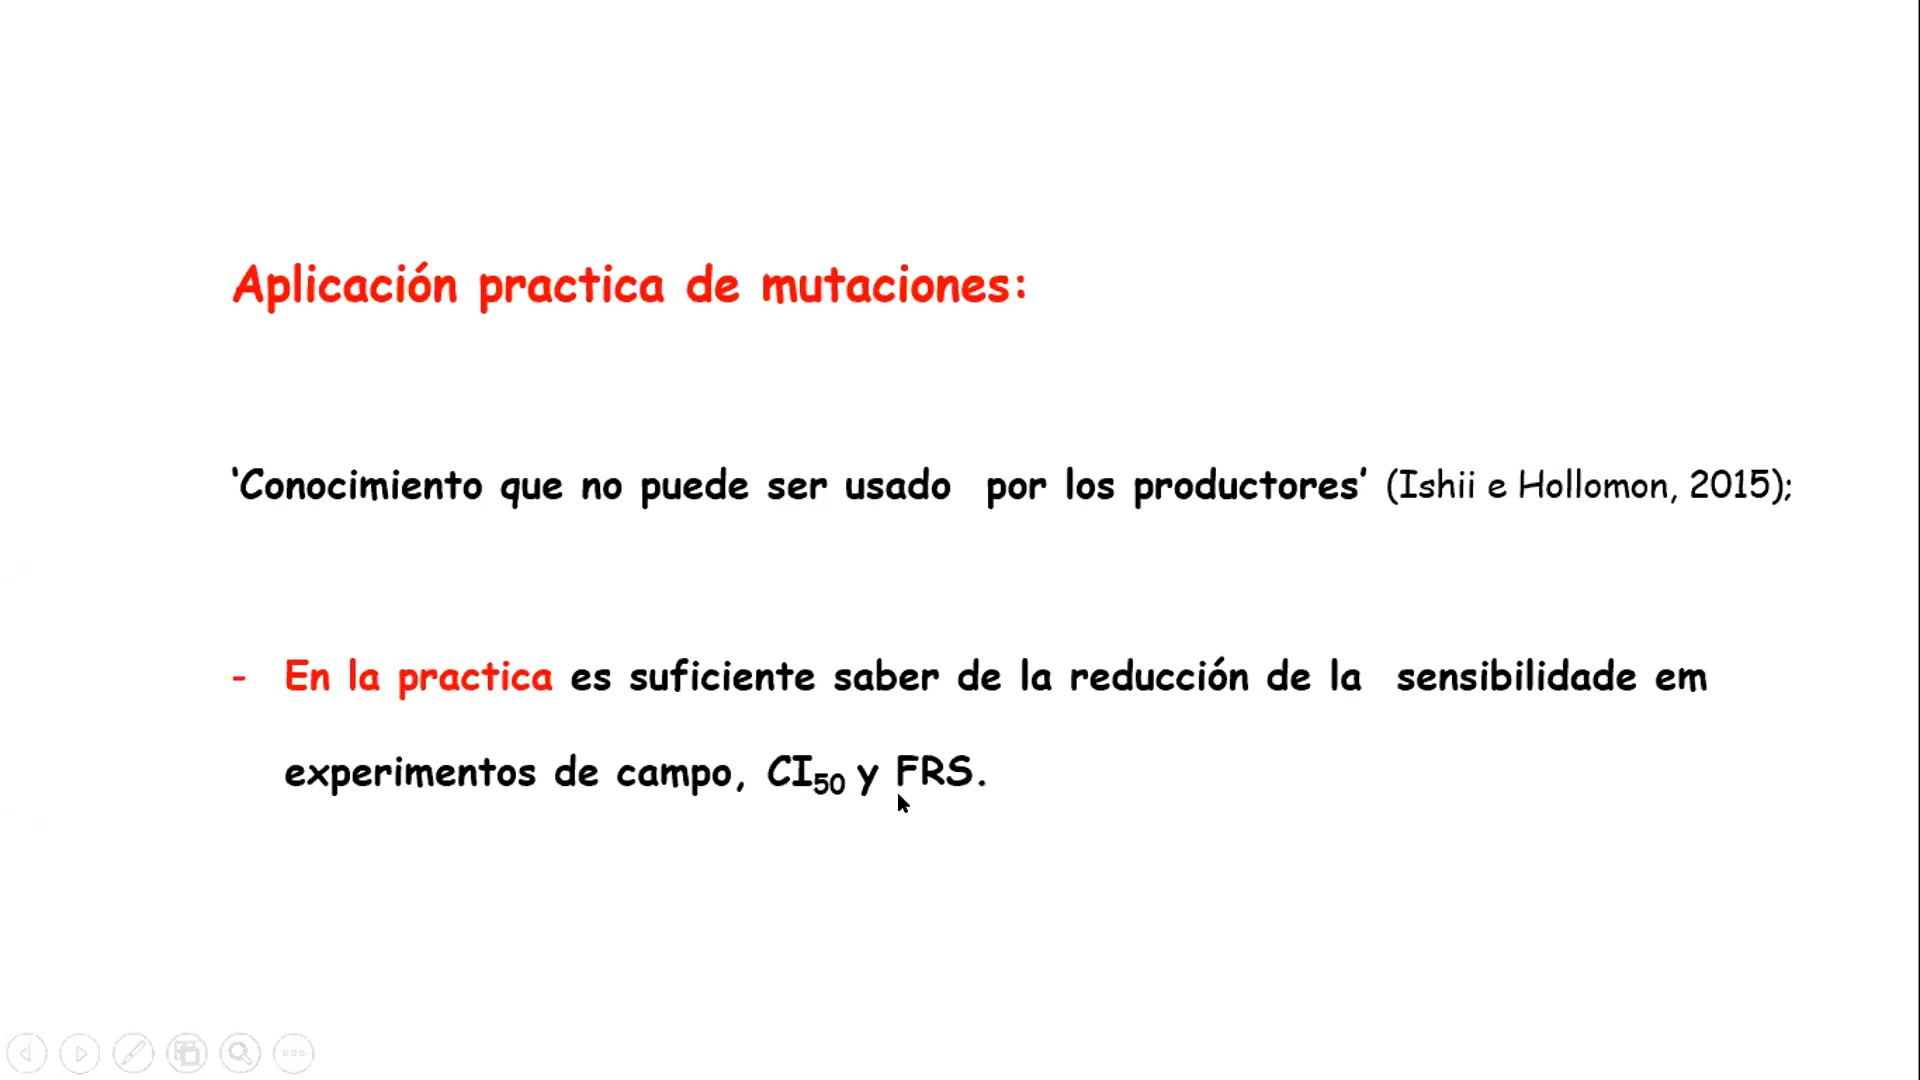 Aplicación practica de mutaciones:
‘Conocimiento que no puede ser usado por los productores’ (Ishii e Hollomon, 2015);
- En la practica es suficiente saber de la reducción de la sensibilidade em
experimentos de campo, CI₅₀ y FRS.